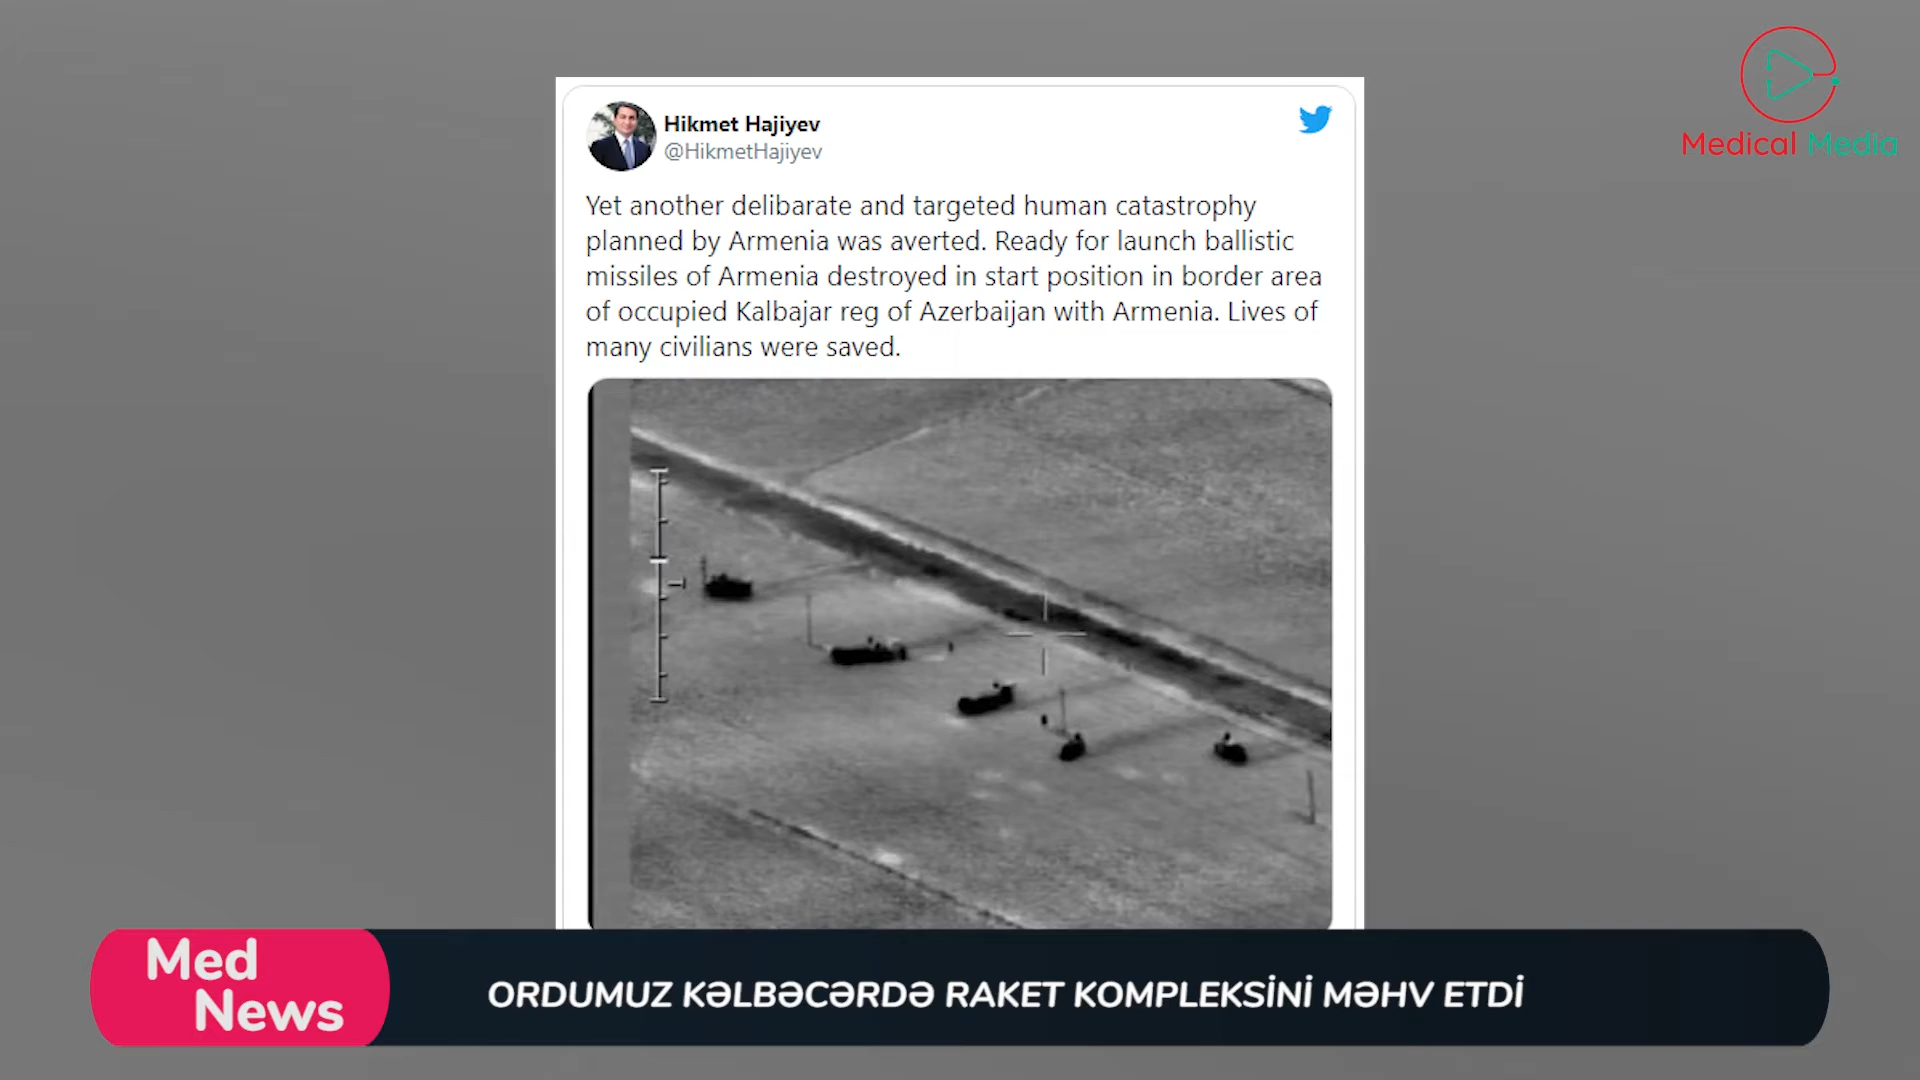 Medical Media
Hikmet Hajiyev
@HikmetHajiyev
Yet another delibarate and targeted human catastrophy
planned by Armenia was averted. Ready for launch ballistic
missiles of Armenia destroyed in start position in border area
of occupied Kalbajar reg of Azerbaijan with Armenia. Lives of
many civilians were saved.
Med
News
ORDUMUZ KƏLBƏCƏRDƏ RAKET KOMPLEKSİNİ MƏHV ETDİ